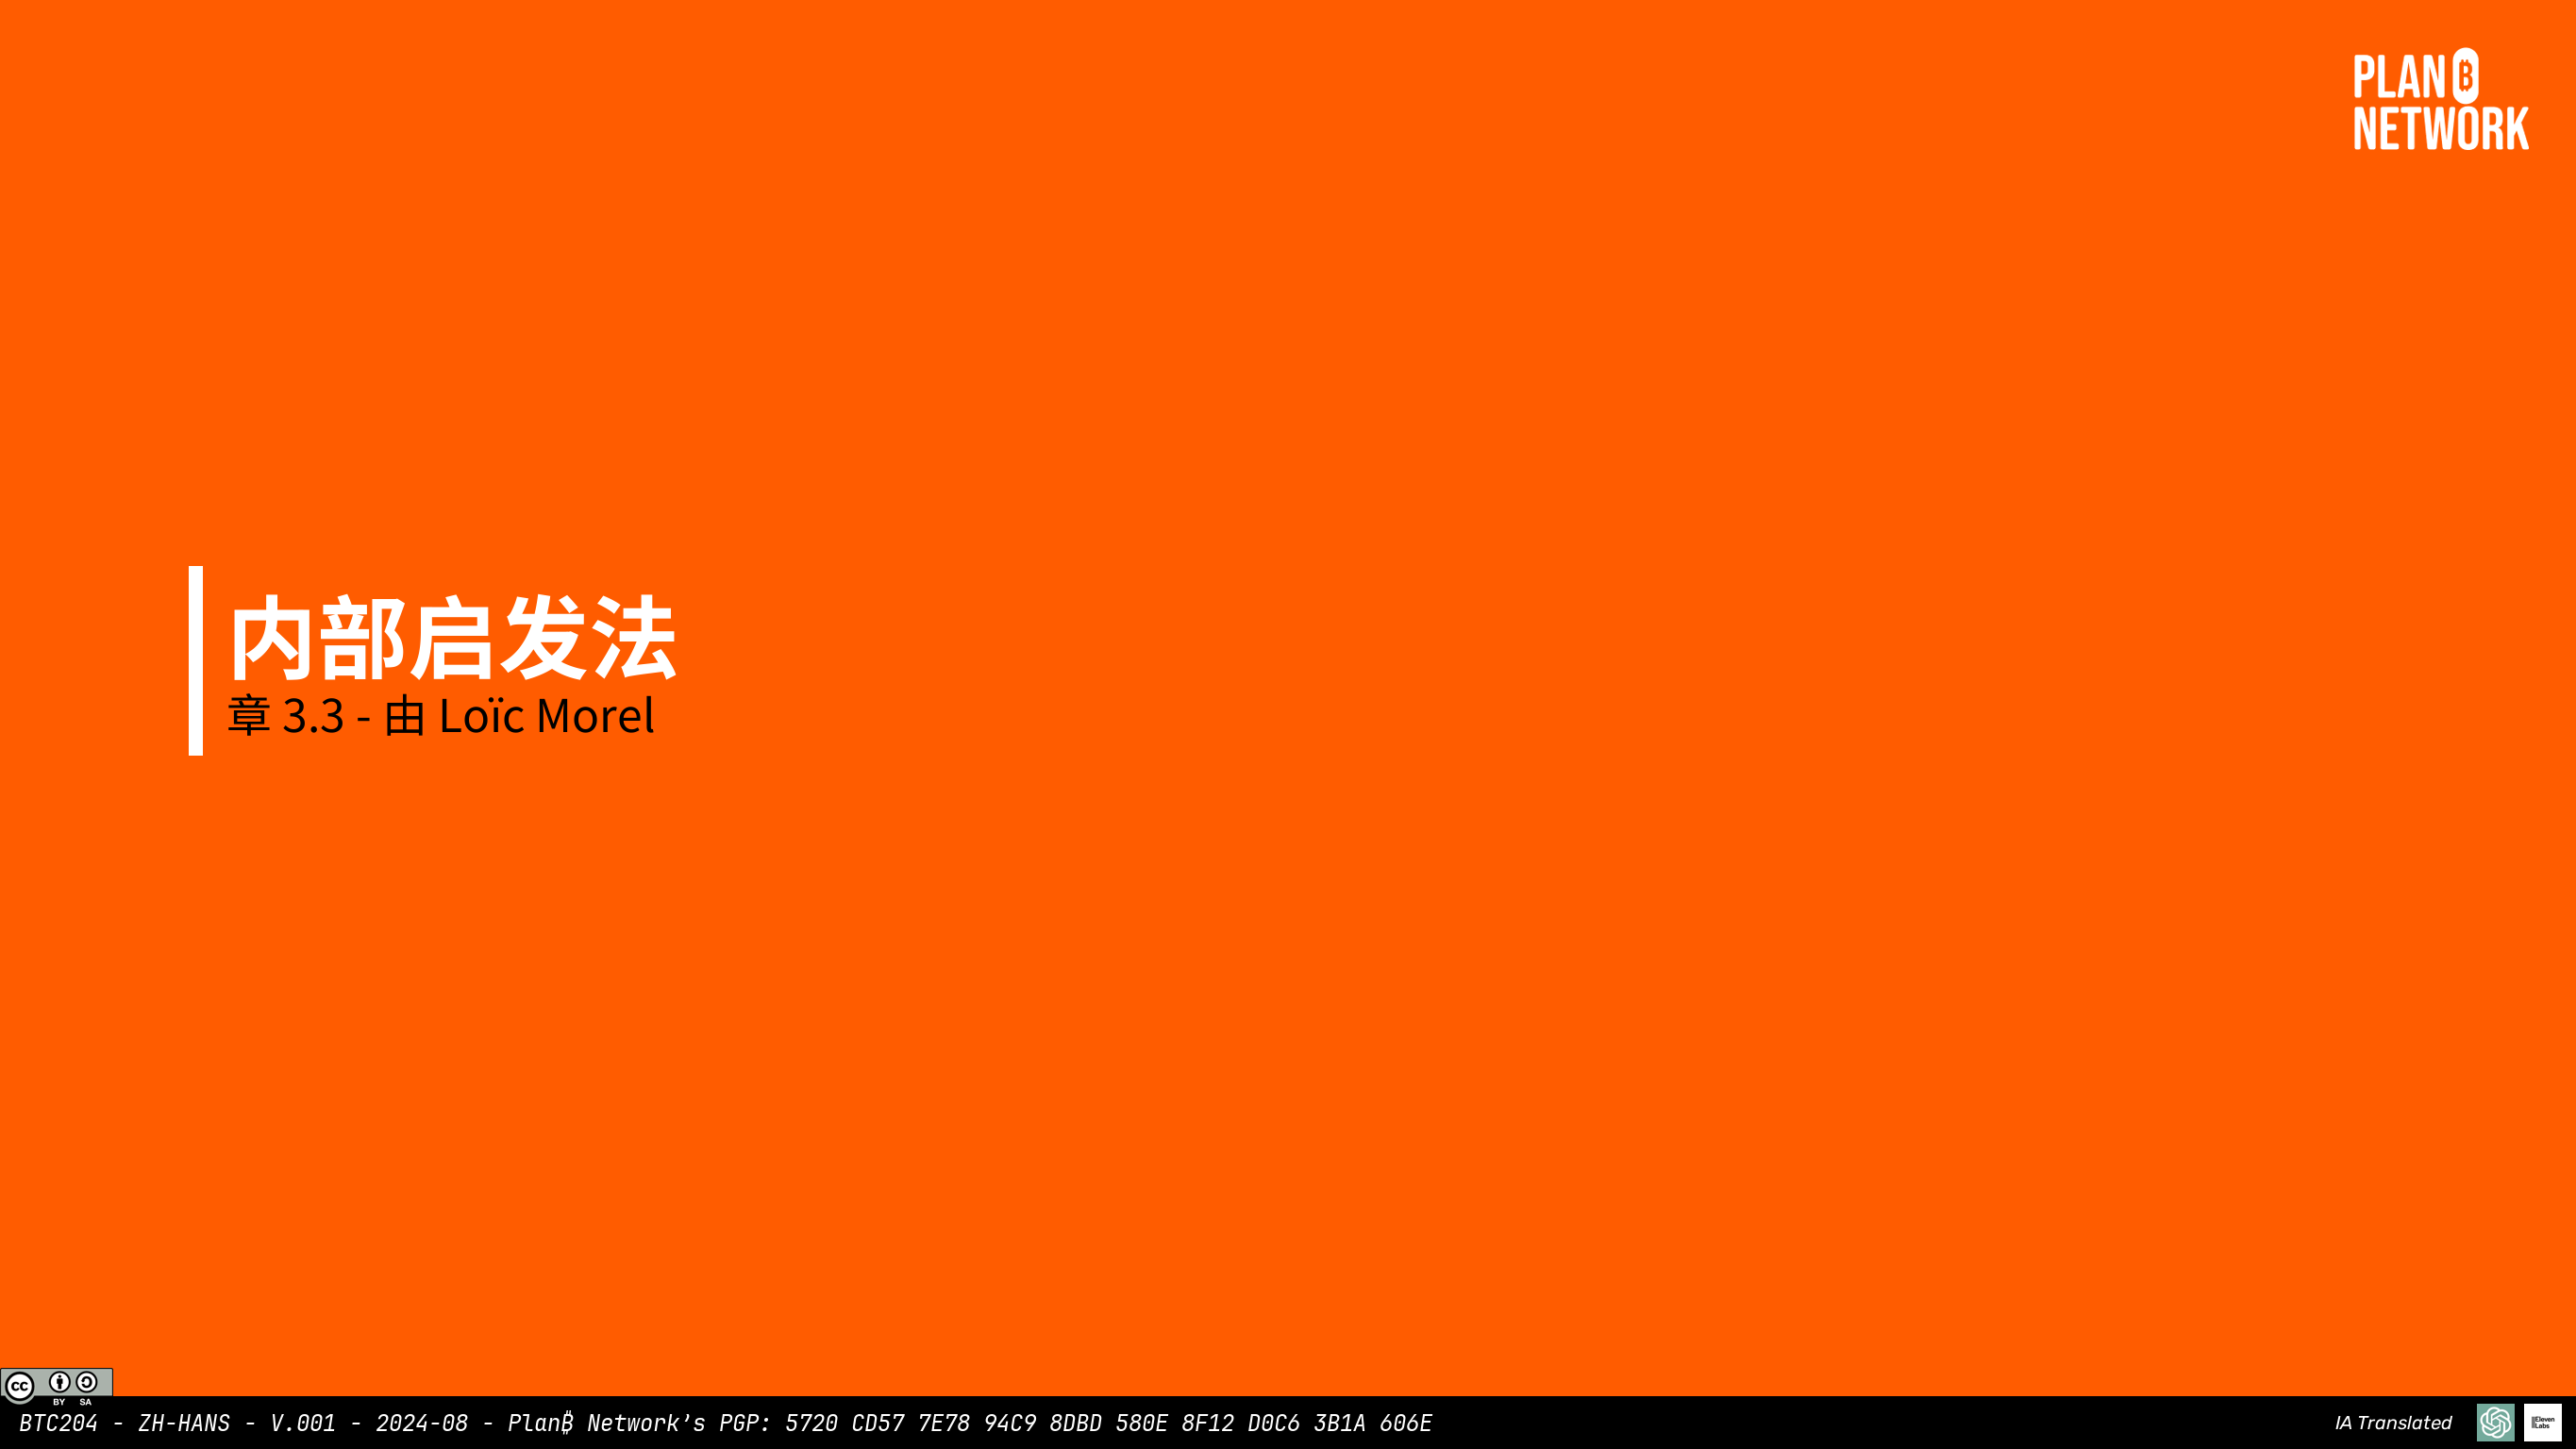 PLAN ₿
NETWORK
内部启发法
章 3.3 - 由 Loïc Morel
CC BY SA
BTC204 - ZH-HANS - V.001 - 2024-08 - Plan₿ Network’s PGP: 5720 CD57 7E78 94C9 8DBD 580E 8F12 D0C6 3B1A 606E
IA Translated
ElevenLabs